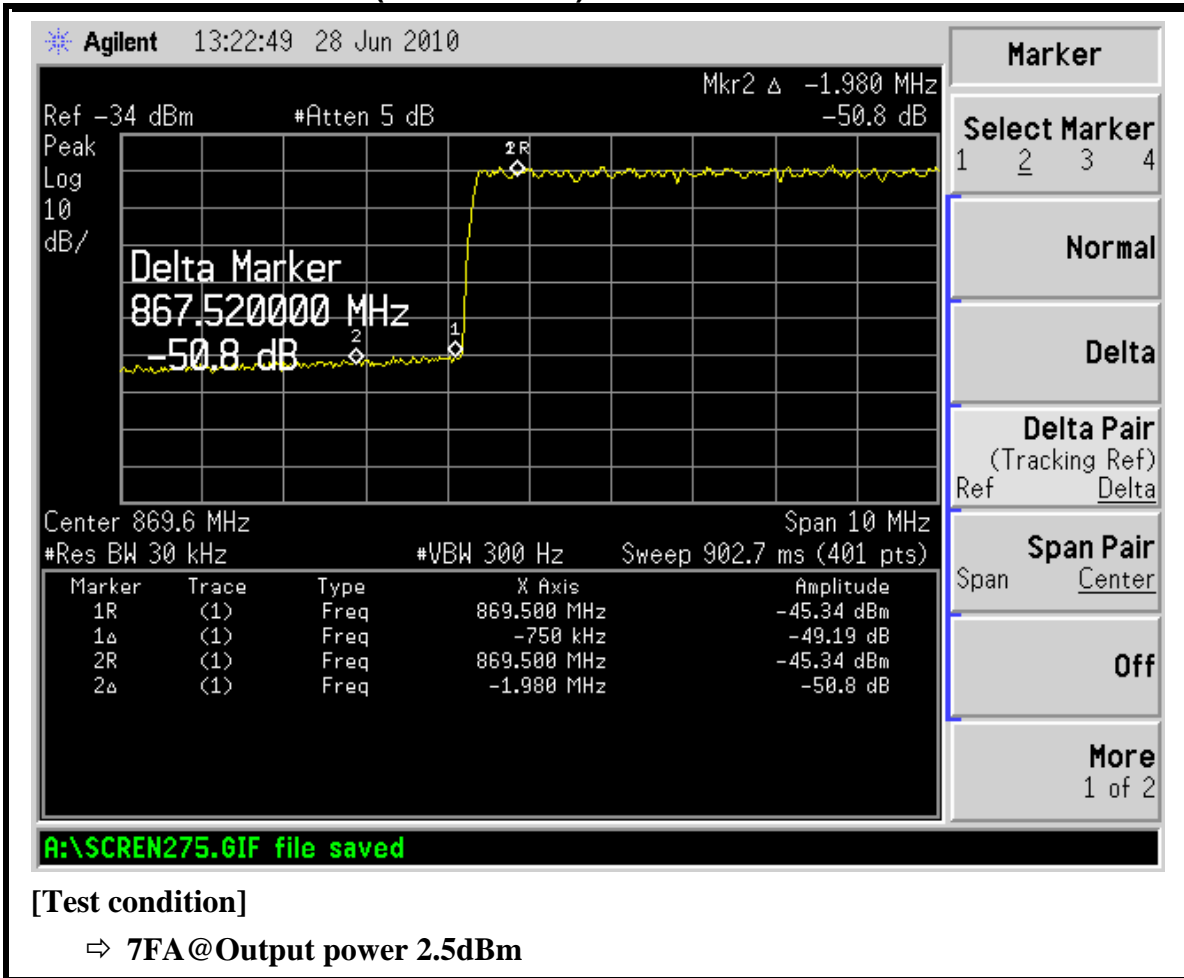 Agilent 13:22:49 28 Jun 2010
Mkr2 Δ -1.980 MHz
Ref -34 dBm #Atten 5 dB -50.8 dB
Peak
Log
10
dB/
2R
Delta Marker
867.520000 MHz
-50.8 dB
2
1
Center 869.6 MHz Span 10 MHz
#Res BW 30 kHz #VBW 300 Hz Sweep 902.7 ms (401 pts)
Marker Trace Type X Axis Amplitude
1R (1) Freq 869.500 MHz -45.34 dBm
1Δ (1) Freq -750 kHz -49.19 dB
2R (1) Freq 869.500 MHz -45.34 dBm
2Δ (1) Freq -1.980 MHz -50.8 dB
A:\SCREN275.GIF file saved
Marker
Select Marker
1 2 3 4
Normal
Delta
Delta Pair
(Tracking Ref)
Ref Delta
Span Pair
Span Center
Off
More
1 of 2
[Test condition]
⇨ 7FA@Output power 2.5dBm